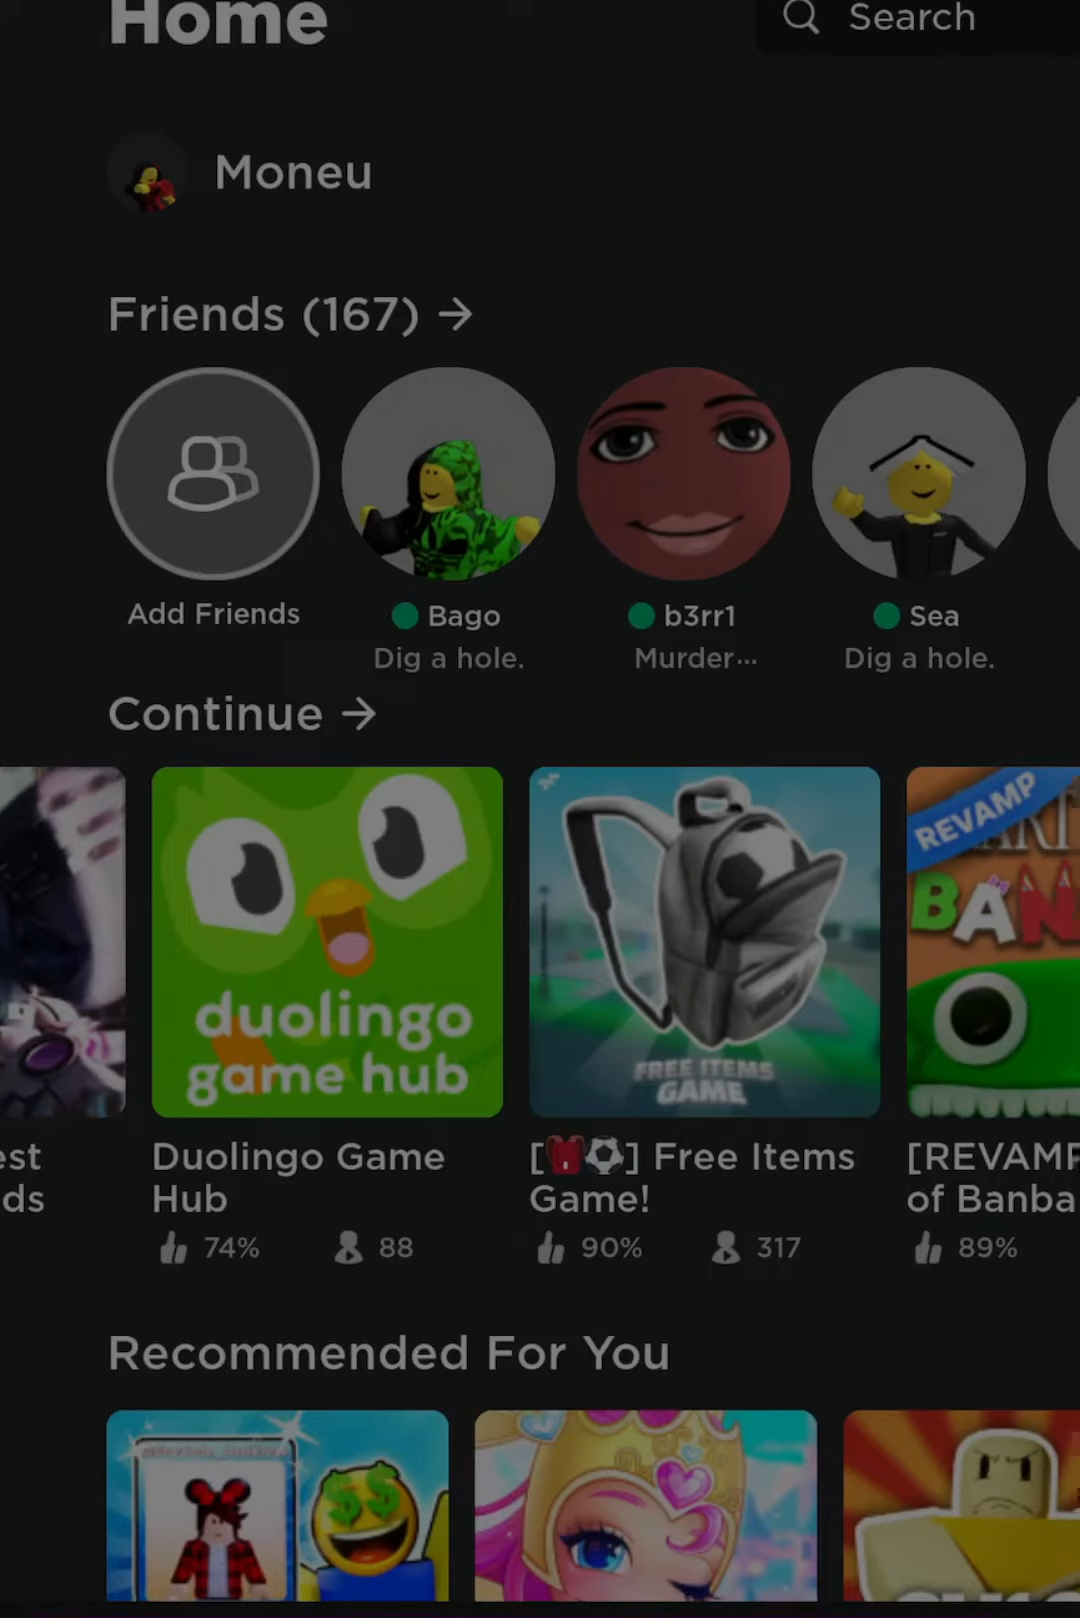 Home
Search
Moneu
Friends (167) →
Add Friends
Bago
b3rr1
Sea
Dig a hole.
Murder...
Dig a hole.
Continue →
REVAMP
BAN
duolingo
game hub
FREE ITEMS
GAME
est
ds
Duolingo Game
Hub
[🎒⚽] Free Items
Game!
[REVAMP
of Banba
74%
88
90%
317
89%
Recommended For You